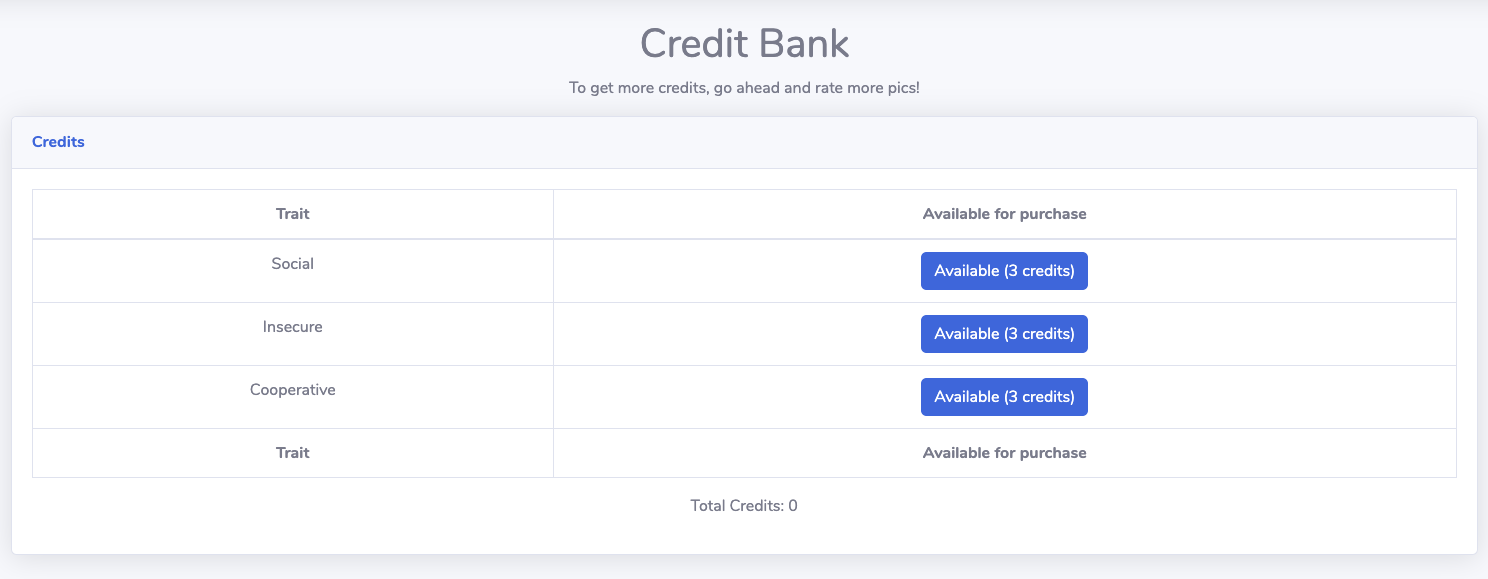 Credit Bank
To get more credits, go ahead and rate more pics!
Credits
Trait Available for purchase
Social Available (3 credits)
Insecure Available (3 credits)
Cooperative Available (3 credits)
Trait Available for purchase
Total Credits: 0